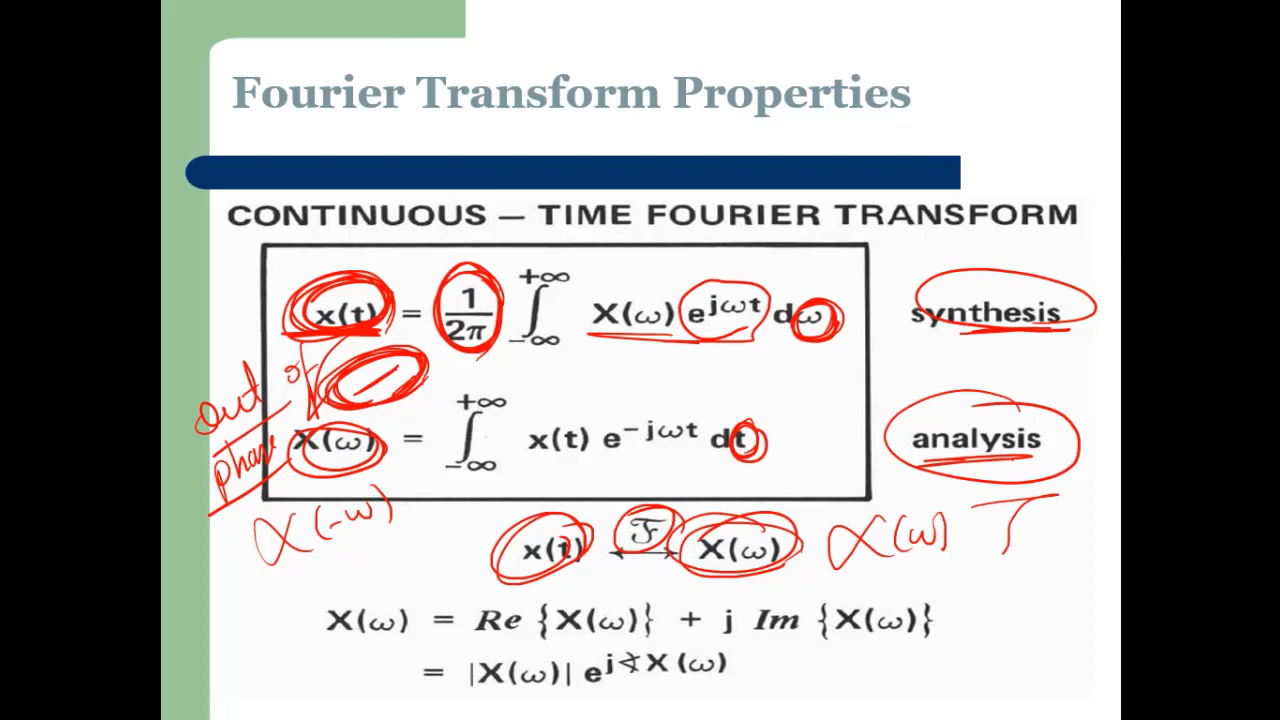 Fourier Transform Properties
CONTINUOUS – TIME FOURIER TRANSFORM
x(t) = 1/2π ∫_{-∞}^{+∞} X(ω) e^{jωt} dω synthesis
out of
phase
X(ω) = ∫_{-∞}^{+∞} x(t) e^{-jωt} dt analysis
X(-ω)
x(t) ℱ↔ X(ω) X(ω)
X(ω) = Re {X(ω)} + j Im {X(ω)}
= |X(ω)| e^{j∢X(ω)}